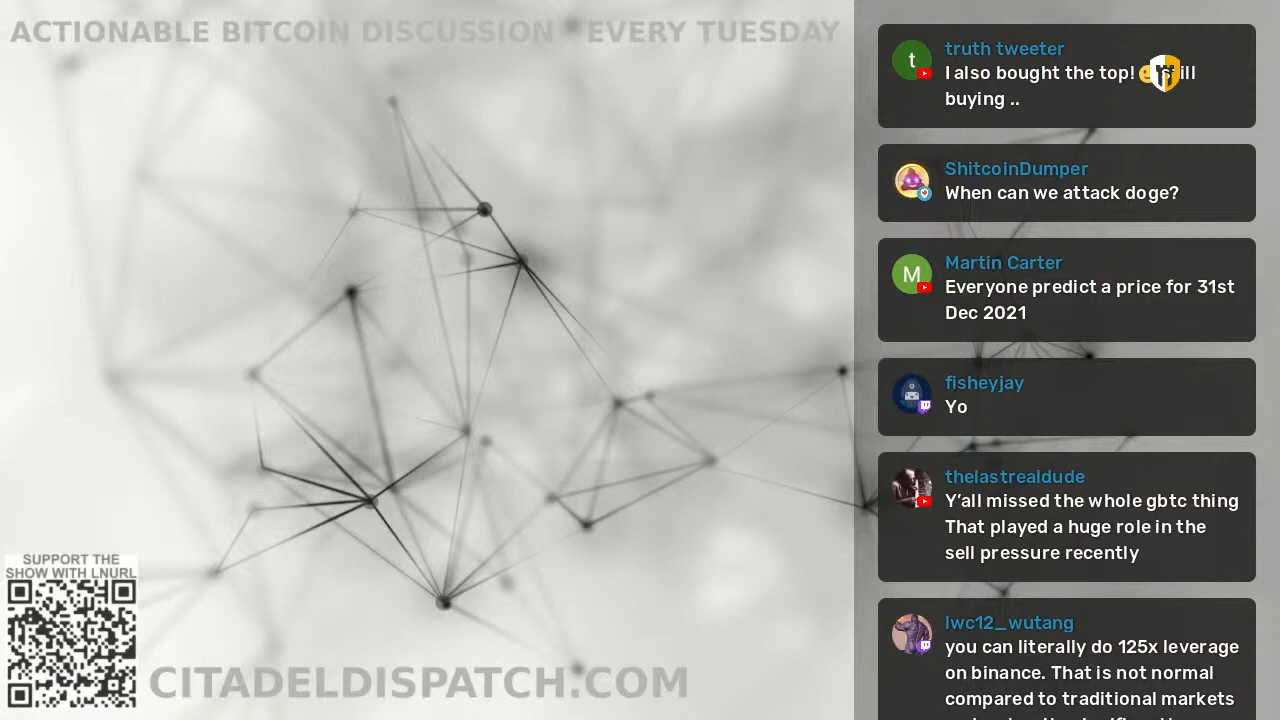 ACTIONABLE BITCOIN DISCUSSION * EVERY TUESDAY
truth tweeter
t
I also bought the top!
buying ..
ShitcoinDumper
When can we attack doge?
Martin Carter
M
Everyone predict a price for 31st
Dec 2021
fisheyjay
Yo
thelastrealdude
Y’all missed the whole gbtc thing
That played a huge role in the
sell pressure recently
lwc12_wutang
you can literally do 125x leverage
on binance. That is not normal
compared to traditional markets
SUPPORT THE
SHOW WITH LNURL
CITADELDISPATCH.COM